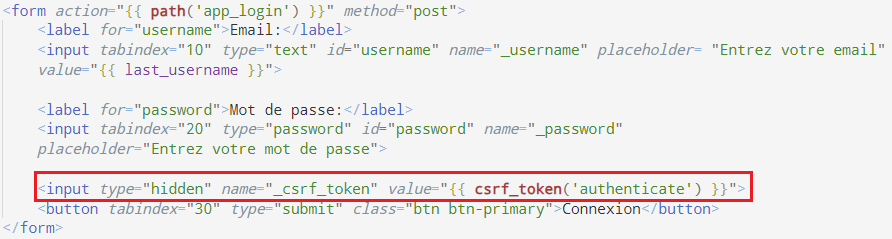 <form action="{{ path('app_login') }}" method="post">
<label for="username">Email:</label>
<input tabindex="10" type="text" id="username" name="_username" placeholder= "Entrez votre email"
value="{{ last_username }}">
<label for="password">Mot de passe:</label>
<input tabindex="20" type="password" id="password" name="_password"
placeholder="Entrez votre mot de passe">
<input type="hidden" name="_csrf_token" value="{{ csrf_token('authenticate') }}">
<button tabindex="30" type="submit" class="btn btn-primary">Connexion</button>
</form>